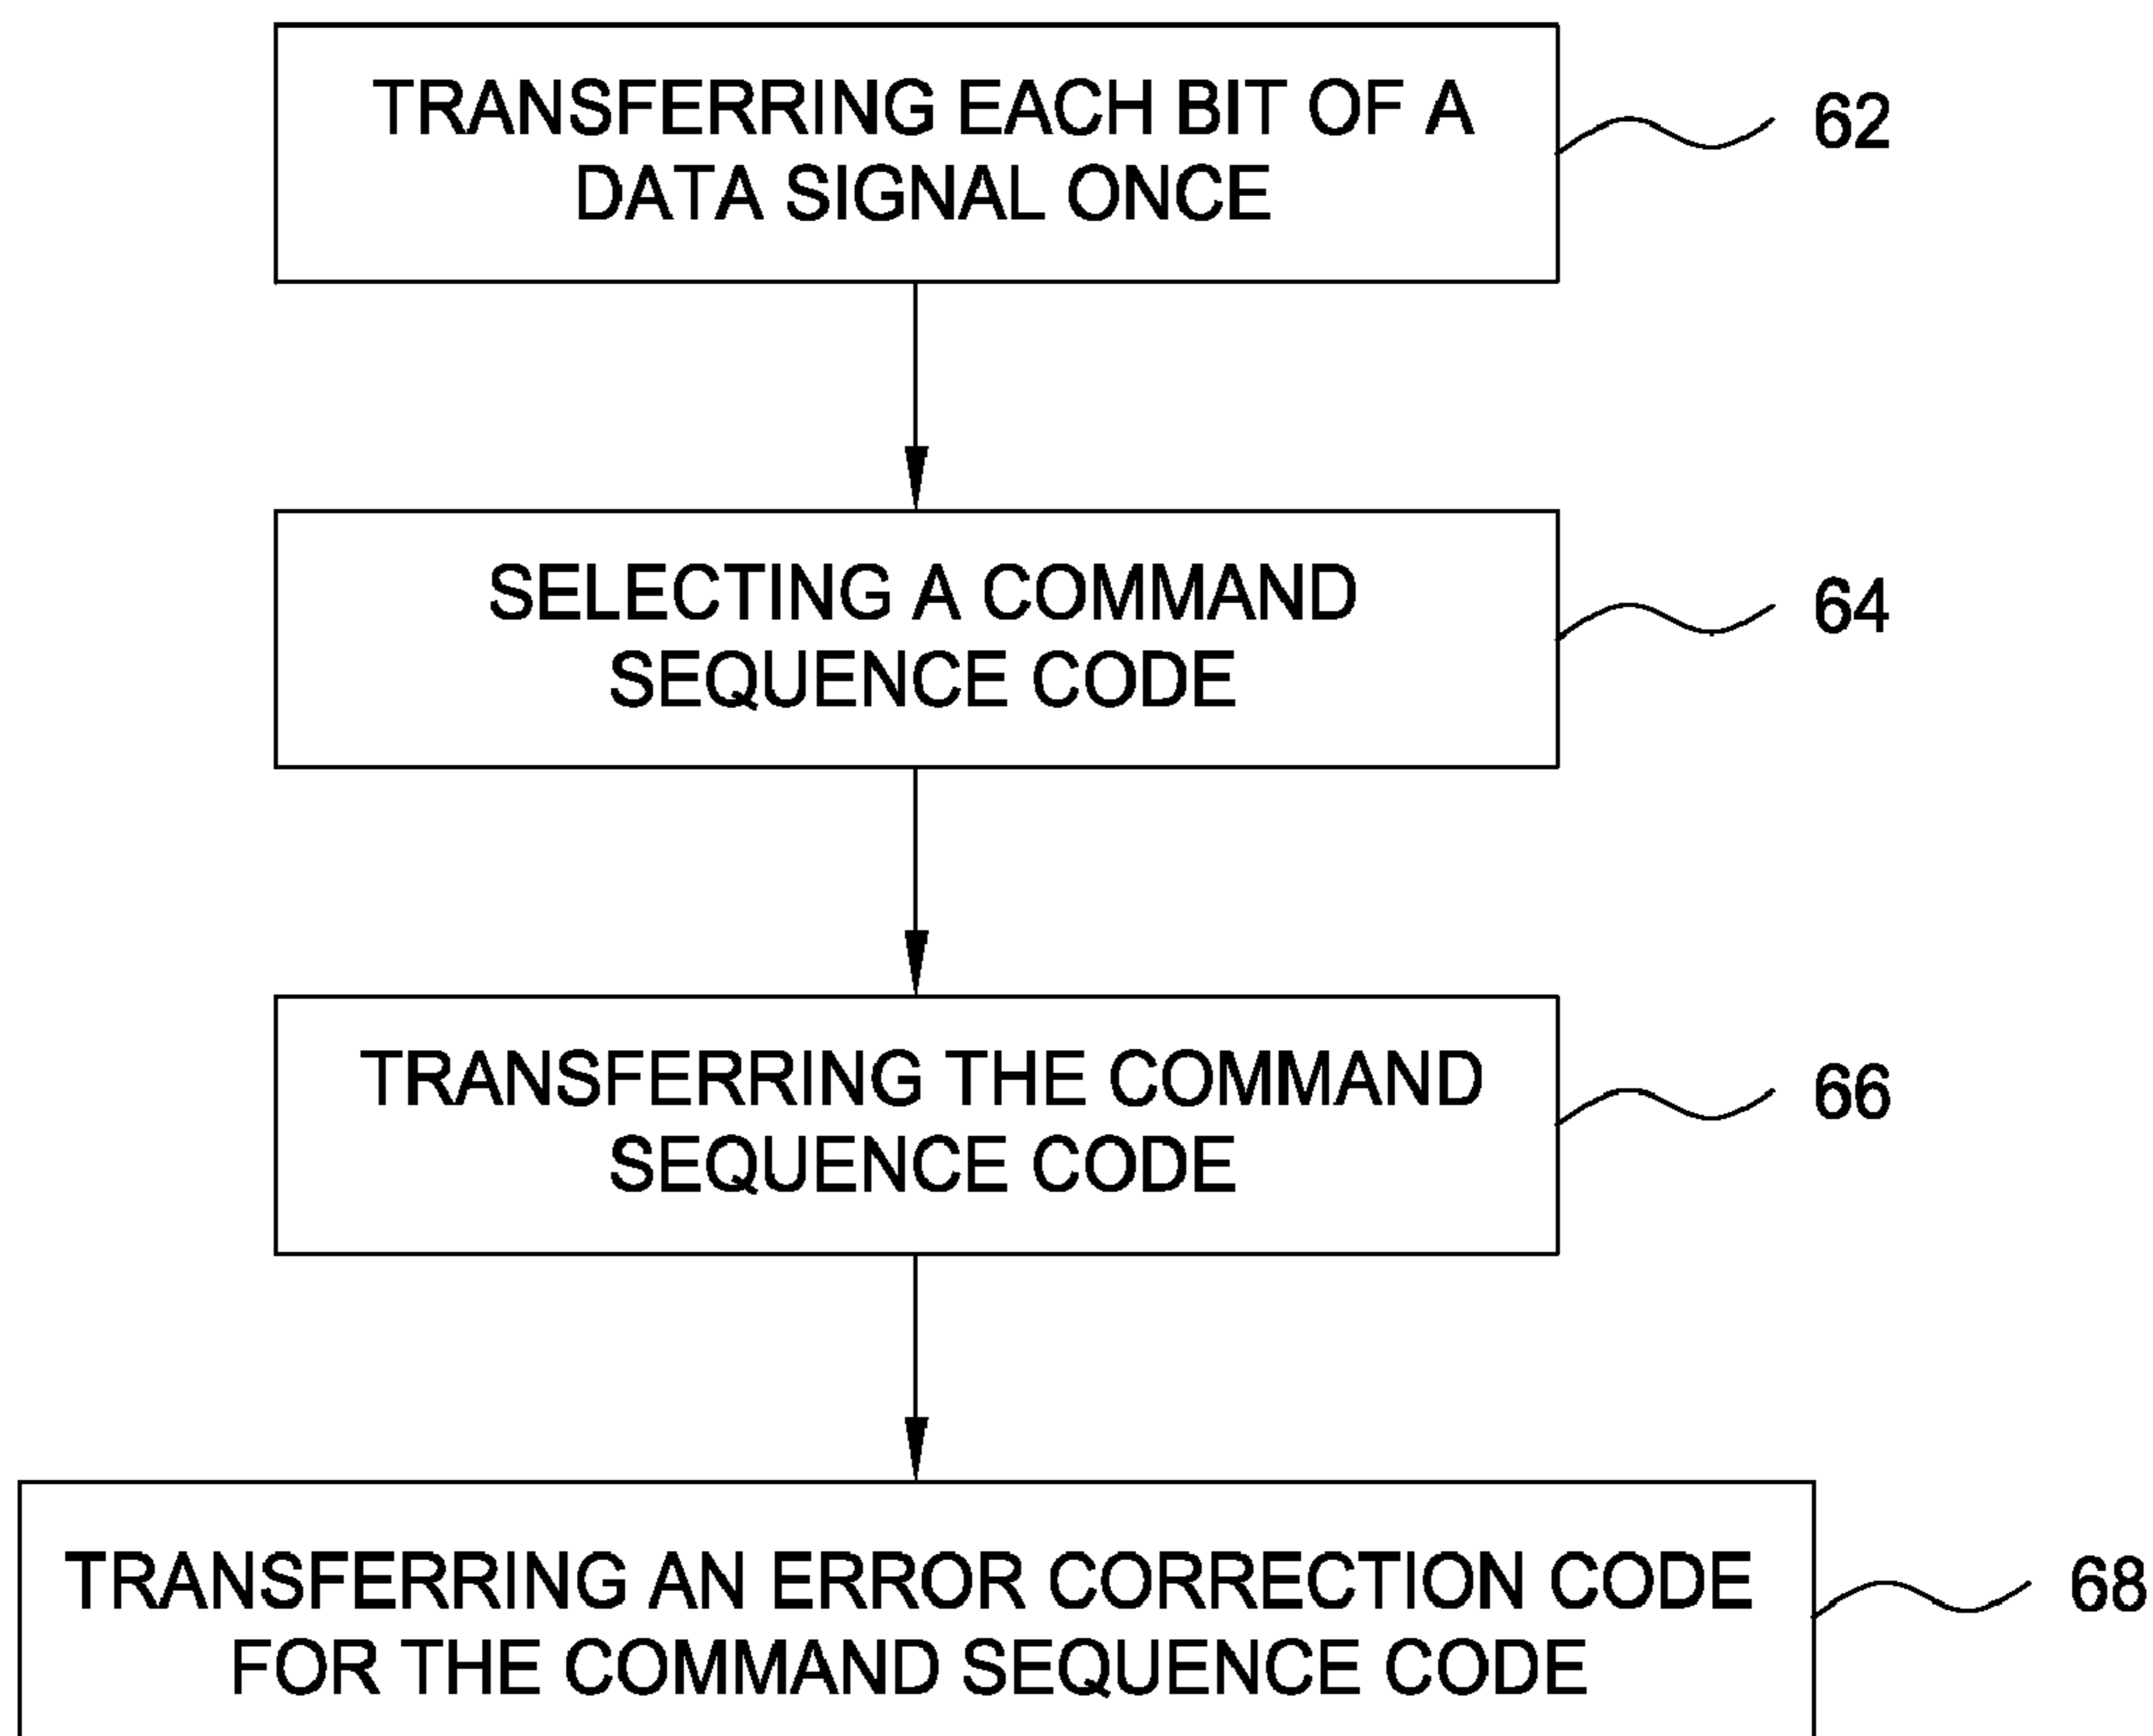 TRANSFERRING EACH BIT OF A
DATA SIGNAL ONCE
62
SELECTING A COMMAND
SEQUENCE CODE
64
TRANSFERRING THE COMMAND
SEQUENCE CODE
66
TRANSFERRING AN ERROR CORRECTION CODE
FOR THE COMMAND SEQUENCE CODE
68